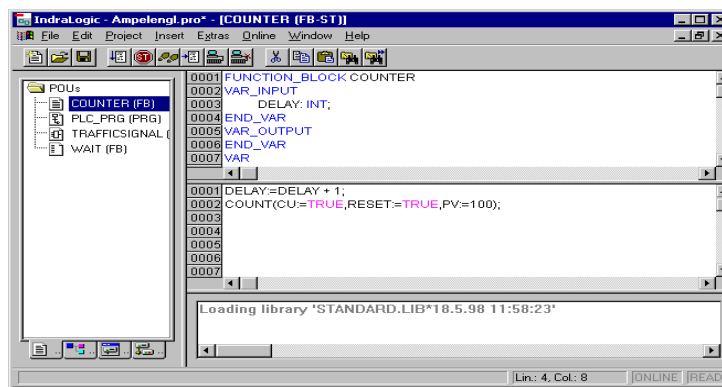 IndraLogic - Ampelengl.pro* - [COUNTER (FB-ST)]
File Edit Project Insert Extras Online Window Help
POUs
COUNTER (FB)
PLC_PRG (PRG)
TRAFFICSIGNAL (
WAIT (FB)
0001 FUNCTION_BLOCK COUNTER
0002 VAR_INPUT
0003 DELAY: INT;
0004 END_VAR
0005 VAR_OUTPUT
0006 END_VAR
0007 VAR
0001 DELAY:=DELAY + 1;
0002 COUNT(CU:=TRUE,RESET:=TRUE,PV:=100);
0003
0004
0005
0006
0007
Loading library 'STANDARD.LIB*18.5.98 11:58:23'
Lin.: 4, Col.: 8 ONLINE READ